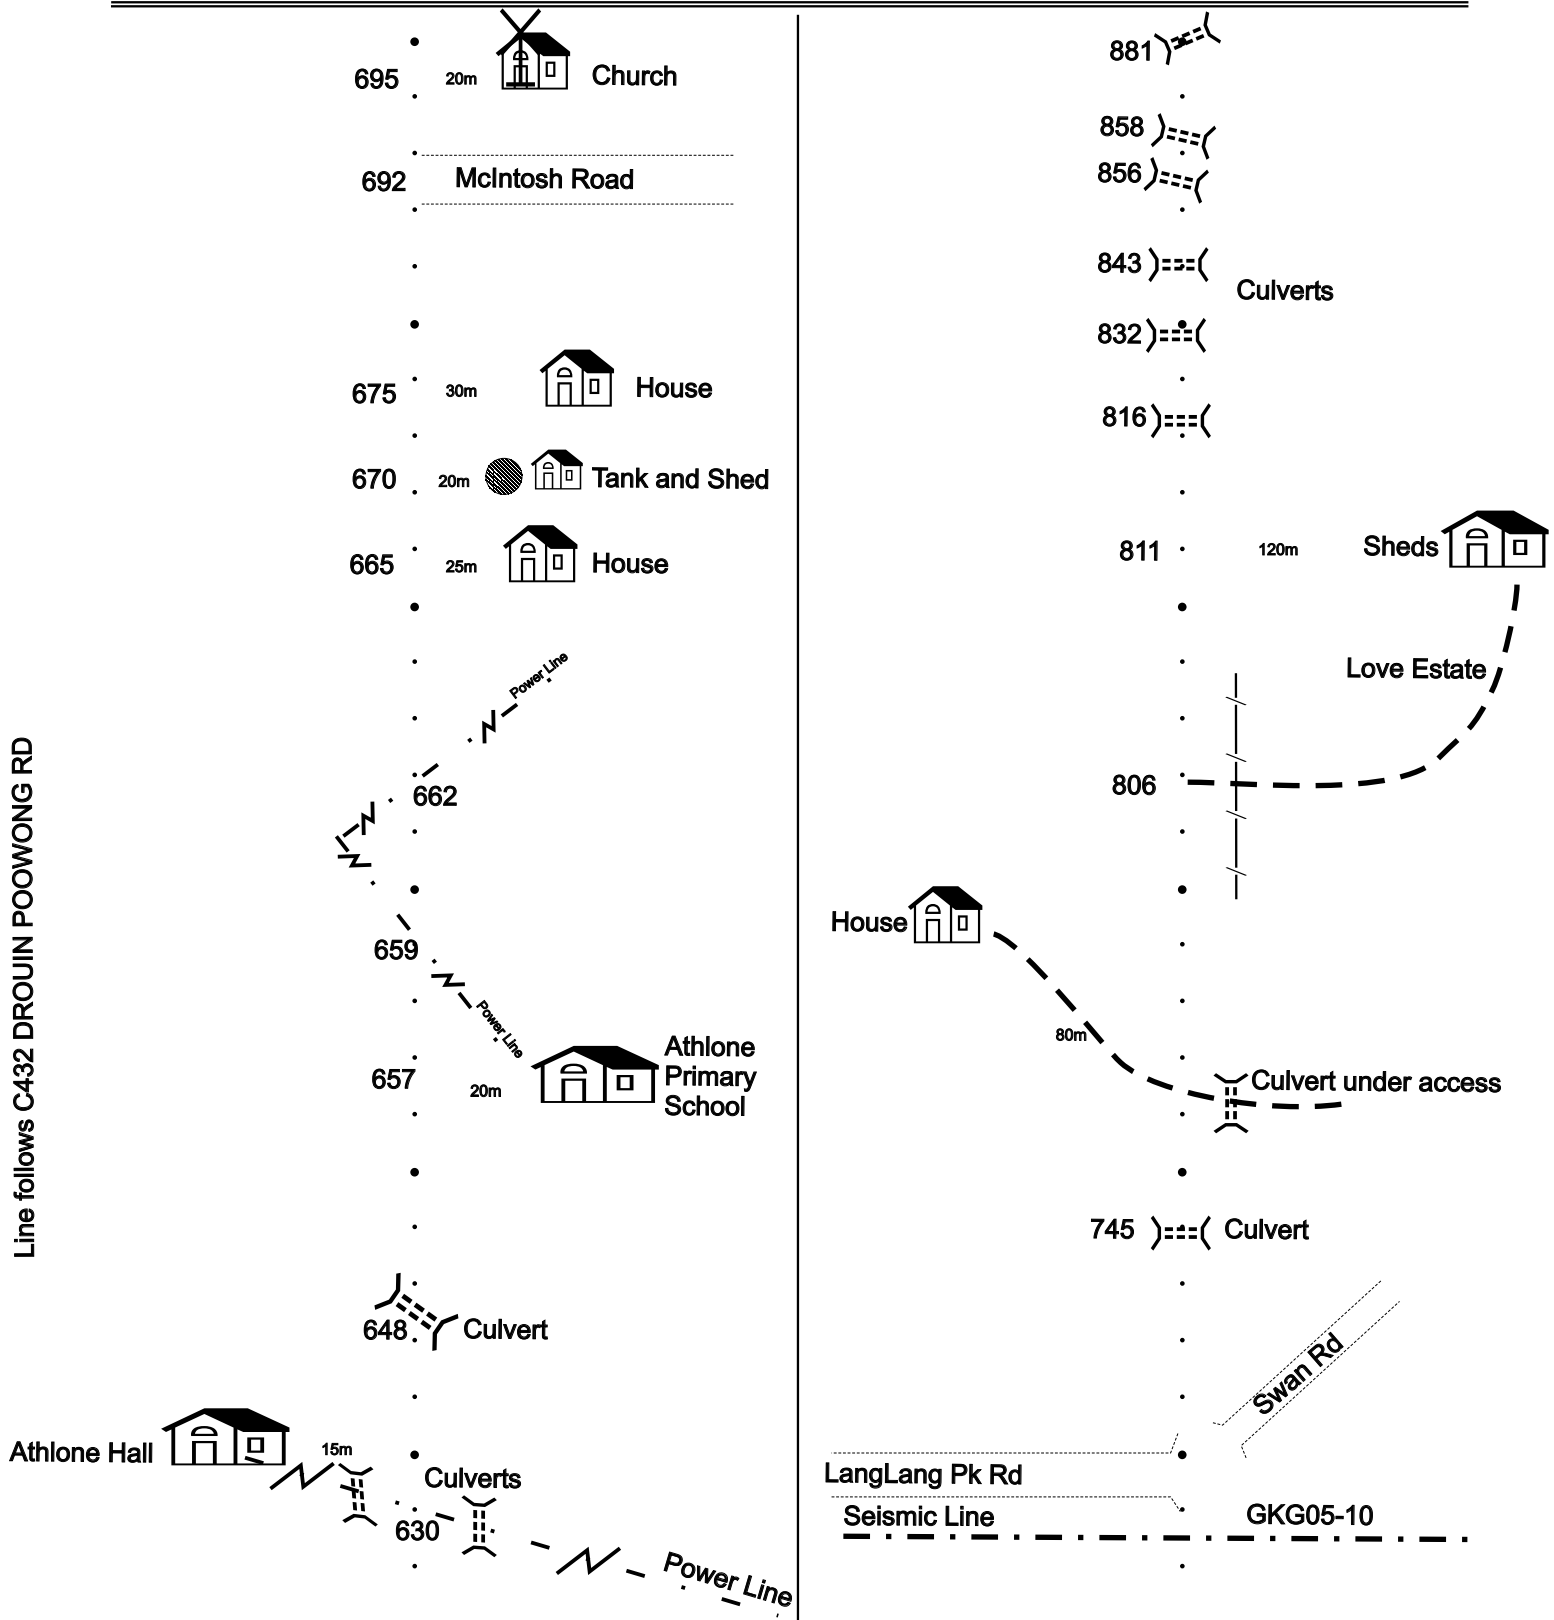 Line follows C432 DROUIN POOWONG RD
695 20m Church
692 McIntosh Road
675 30m House
670 20m Tank and Shed
665 25m House
Power Line
662
659
Power Line
657 20m Athlone
Primary
School
648 Culvert
Athlone Hall 15m
Culverts
630
Power Line
881
858
856
843
Culverts
832
816
811 120m Sheds
Love Estate
806
House
80m
Culvert under access
745 Culvert
Swan Rd
LangLang Pk Rd
Seismic Line GKG05-10